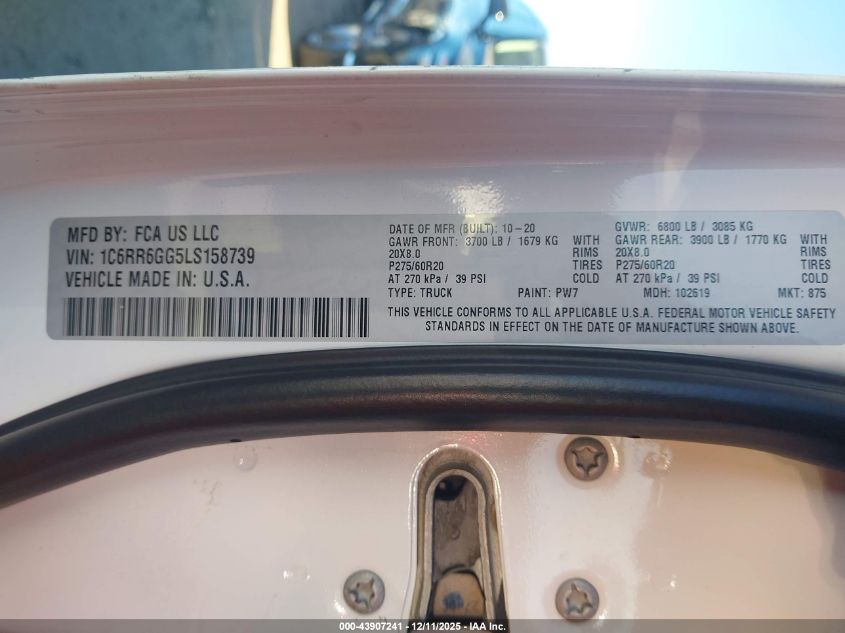 MFD BY: FCA US LLC
VIN: 1C6RR6GG5LS158739
VEHICLE MADE IN: U.S.A.
DATE OF MFR (BUILT): 10-20 GVWR: 6800 LB / 3085 KG
GAWR FRONT: 3700 LB / 1679 KG WITH GAWR REAR: 3900 LB / 1770 KG WITH
20X8.0 RIMS 20X8.0 RIMS
P275/60R20 TIRES P275/60R20 TIRES
AT 270 kPa / 39 PSI COLD AT 270 kPa / 39 PSI COLD
TYPE: TRUCK PAINT: PW7 MDH: 102619 MKT: 875
THIS VEHICLE CONFORMS TO ALL APPLICABLE U.S.A. FEDERAL MOTOR VEHICLE SAFETY
STANDARDS IN EFFECT ON THE DATE OF MANUFACTURE SHOWN ABOVE.
000-43907241 - 12/11/2025 - IAA Inc.